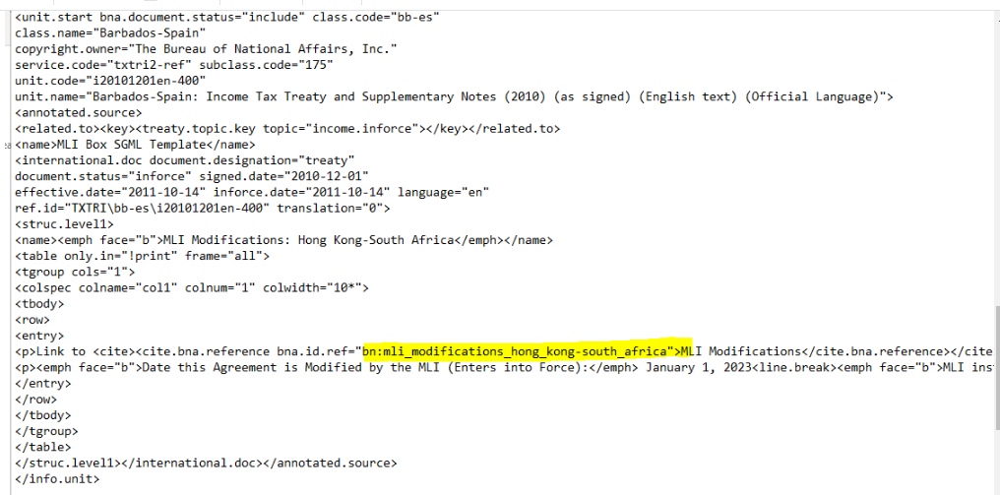 <unit.start bna.document.status="include" class.code="bb-es"
class.name="Barbados-Spain"
copyright.owner="The Bureau of National Affairs, Inc."
service.code="txtri2-ref" subclass.code="175"
unit.code="i20101201en-400"
unit.name="Barbados-Spain: Income Tax Treaty and Supplementary Notes (2010) (as signed) (English text) (Official Language)">
<annotated.source>
<related.to><key><treaty.topic.key topic="income.inforce"></key></related.to>
<name>MLI Box SGML Template</name>
<international.doc document.designation="treaty"
document.status="inforce" signed.date="2010-12-01"
effective.date="2011-10-14" inforce.date="2011-10-14" language="en"
ref.id="TXTRI\bb-es\i20101201en-400" translation="0">
<struc.level1>
<name><emph face="b">MLI Modifications: Hong Kong-South Africa</emph></name>
<table only.in="!print" frame="all">
<tgroup cols="1">
<colspec colname="col1" colnum="1" colwidth="10*">
<tbody>
<row>
<entry>
<p>Link to <cite><cite.bna.reference bna.id.ref="bn:mli_modifications_hong_kong-south_africa">MLI Modifications</cite.bna.reference></cite
<p><emph face="b">Date this Agreement is Modified by the MLI (Enters into Force):</emph> January 1, 2023<line.break><emph face="b">MLI ins
</entry>
</row>
</tbody>
</tgroup>
</table>
</struc.level1></international.doc></annotated.source>
</info.unit>